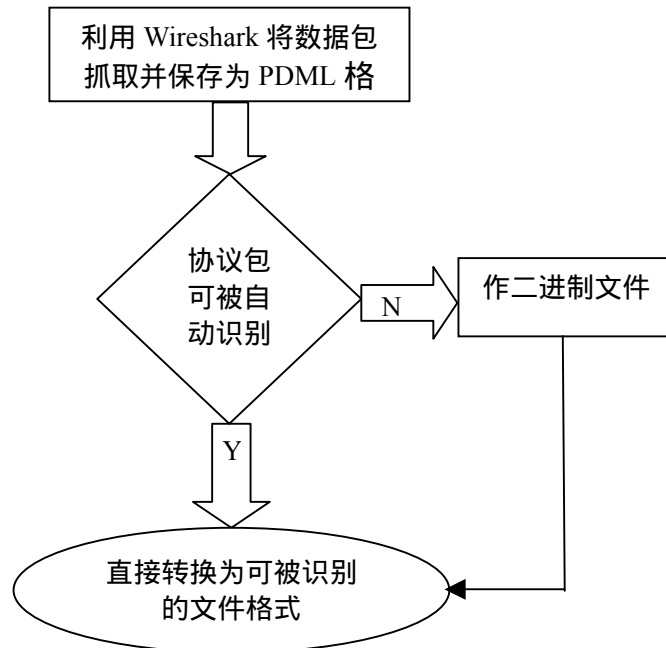 利用 Wireshark 将数据包
抓取并保存为 PDML 格
协议包
可被自
动识别
N
作二进制文件
Y
直接转换为可被识别
的文件格式